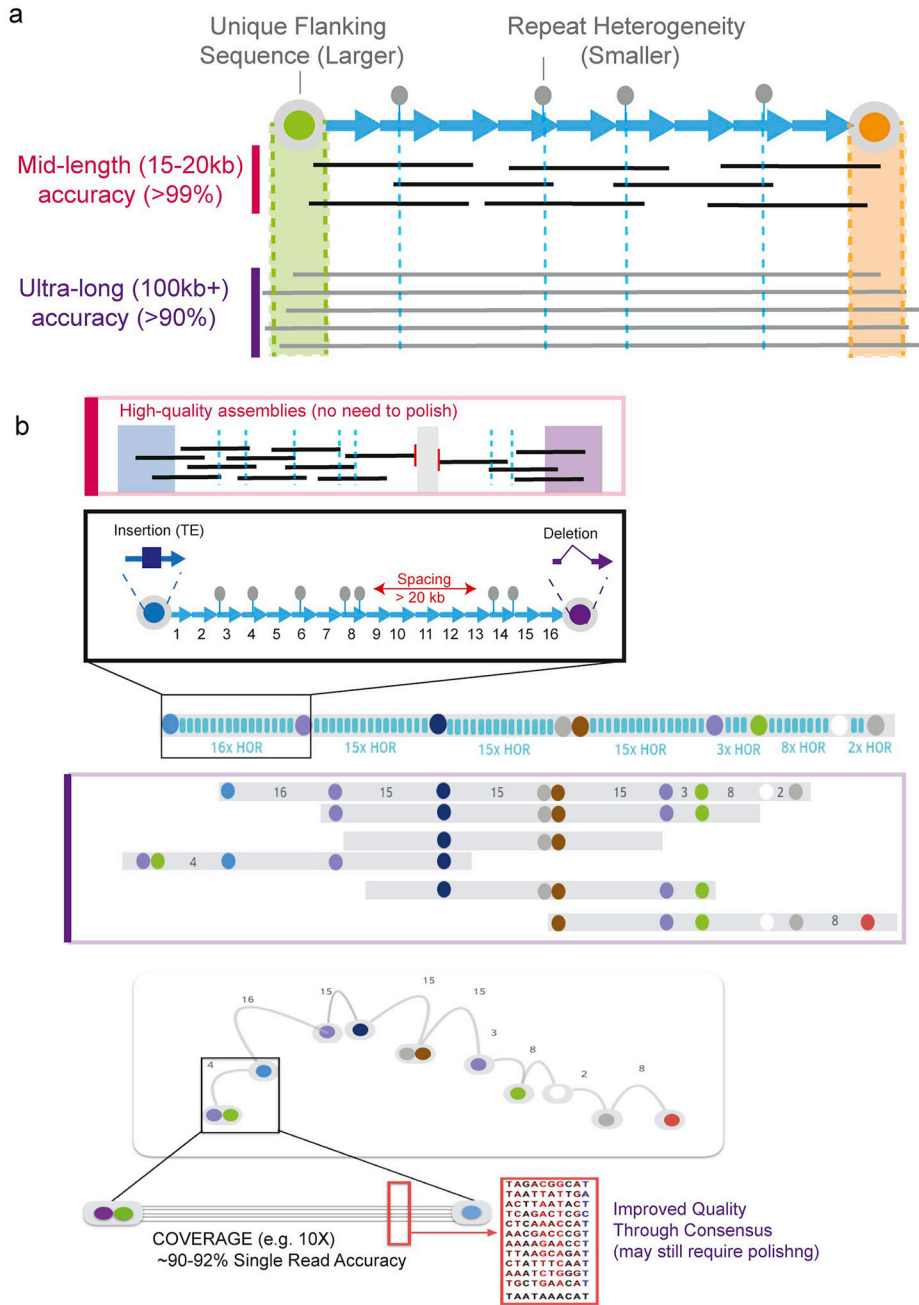 a
Unique Flanking
Sequence (Larger)
Repeat Heterogeneity
(Smaller)
Mid-length (15-20kb)
accuracy (>99%)
Ultra-long (100kb+)
accuracy (>90%)
b
High-quality assemblies (no need to polish)
Insertion (TE)
Deletion
Spacing
> 20 kb
1 2 3 4 5 6 7 8 9 10 11 12 13 14 15 16
16x HOR 15x HOR 15x HOR 15x HOR 3x HOR 8x HOR 2x HOR
16 15 15 15 3 8 2
4
8
16 15 15 15
3
8
4
2 8
COVERAGE (e.g. 10X)
~90-92% Single Read Accuracy
TAGACGGCAT
TAATTATTGA
ACTTAATACT
TCAGACTCGC
CTCAAACCAT
AACGACCCGT
AAAAGAACCT
TTAAGCAGAT
CTATTTCAAT
AAATCTGGGT
TGCTGAACAT
TAATAAACAT
Improved Quality
Through Consensus
(may still require polishng)